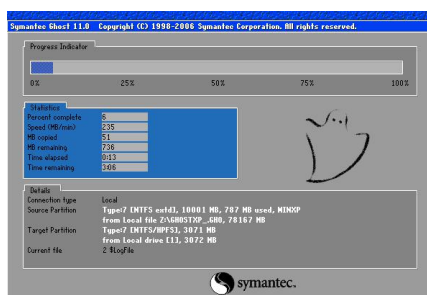 Symantec Ghost 11.0 Copyright (C) 1998-2006 Symantec Corporation. All rights reserved.
Progress Indicator
0% 25% 50% 75% 100%
Statistics
Percent complete 6
Speed (MB/min) 235
MB copied 51
MB remaining 736
Time elapsed 0:13
Time remaining 3:06
Details
Connection type Local
Source Partition Type:7 [NTFS extd], 10001 MB, 787 MB used, MINXP
from Local file Z:\GHOSTXP_.GHO, 78167 MB
Target Partition Type:7 [NTFS/HPFS], 3071 MB
from Local drive [1], 3072 MB
Current file 2 $LogFile
symantec.